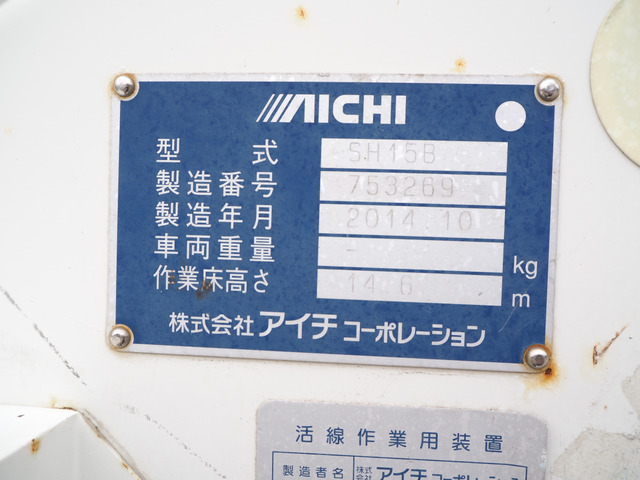 AICHI
型式 SH15B
製造番号 753269
製造年月 2014 10
車両重量 - kg
作業床高さ 14.6 m
株式会社 アイチ コーポレーション
活線作業用装置
製造者名 株式会社 アイチ コーポレーション